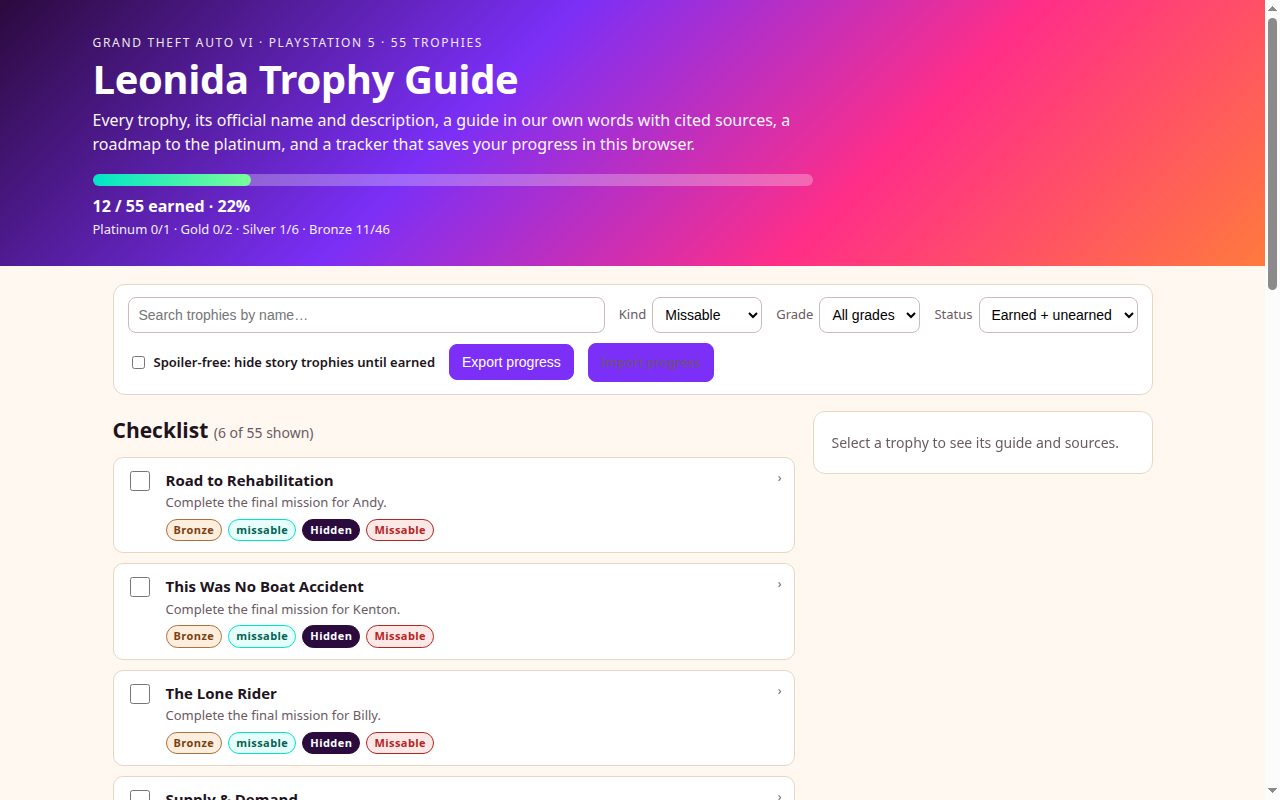 GRAND THEFT AUTO VI · PLAYSTATION 5 · 55 TROPHIES
Leonida Trophy Guide
Every trophy, its official name and description, a guide in our own words with cited sources, a
roadmap to the platinum, and a tracker that saves your progress in this browser.
12 / 55 earned · 22%
Platinum 0/1 · Gold 0/2 · Silver 1/6 · Bronze 11/46
Search trophies by name… Kind Missable Grade All grades Status Earned + unearned
Spoiler-free: hide story trophies until earned Export progress Import progress
Checklist (6 of 55 shown)
Select a trophy to see its guide and sources.
Road to Rehabilitation ›
Complete the final mission for Andy.
Bronze missable Hidden Missable
This Was No Boat Accident ›
Complete the final mission for Kenton.
Bronze missable Hidden Missable
The Lone Rider ›
Complete the final mission for Billy.
Bronze missable Hidden Missable
Supply & Demand ›